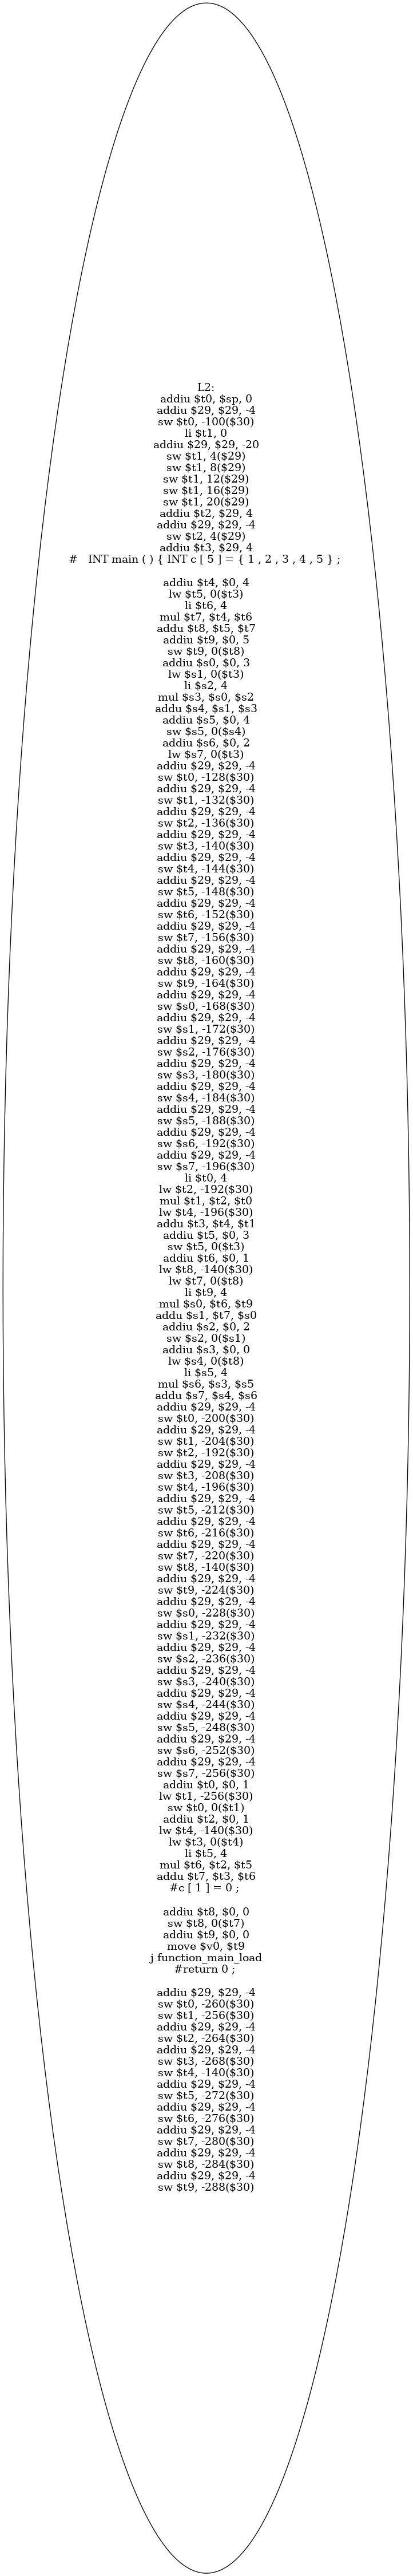 L2:
addiu $t0, $sp, 0
addiu $29, $29, -4
sw $t0, -100($30)
li $t1, 0
addiu $29, $29, -20
sw $t1, 4($29)
sw $t1, 8($29)
sw $t1, 12($29)
sw $t1, 16($29)
sw $t1, 20($29)
addiu $t2, $29, 4
addiu $29, $29, -4
sw $t2, 4($29)
addiu $t3, $29, 4
# INT main ( ) { INT c [ 5 ] = { 1 , 2 , 3 , 4 , 5 } ;
addiu $t4, $0, 4
lw $t5, 0($t3)
li $t6, 4
mul $t7, $t4, $t6
addu $t8, $t5, $t7
addiu $t9, $0, 5
sw $t9, 0($t8)
addiu $s0, $0, 3
lw $s1, 0($t3)
li $s2, 4
mul $s3, $s0, $s2
addu $s4, $s1, $s3
addiu $s5, $0, 4
sw $s5, 0($s4)
addiu $s6, $0, 2
lw $s7, 0($t3)
addiu $29, $29, -4
sw $t0, -128($30)
addiu $29, $29, -4
sw $t1, -132($30)
addiu $29, $29, -4
sw $t2, -136($30)
addiu $29, $29, -4
sw $t3, -140($30)
addiu $29, $29, -4
sw $t4, -144($30)
addiu $29, $29, -4
sw $t5, -148($30)
addiu $29, $29, -4
sw $t6, -152($30)
addiu $29, $29, -4
sw $t7, -156($30)
addiu $29, $29, -4
sw $t8, -160($30)
addiu $29, $29, -4
sw $t9, -164($30)
addiu $29, $29, -4
sw $s0, -168($30)
addiu $29, $29, -4
sw $s1, -172($30)
addiu $29, $29, -4
sw $s2, -176($30)
addiu $29, $29, -4
sw $s3, -180($30)
addiu $29, $29, -4
sw $s4, -184($30)
addiu $29, $29, -4
sw $s5, -188($30)
addiu $29, $29, -4
sw $s6, -192($30)
addiu $29, $29, -4
sw $s7, -196($30)
li $t0, 4
lw $t2, -192($30)
mul $t1, $t2, $t0
lw $t4, -196($30)
addu $t3, $t4, $t1
addiu $t5, $0, 3
sw $t5, 0($t3)
addiu $t6, $0, 1
lw $t8, -140($30)
lw $t7, 0($t8)
li $t9, 4
mul $s0, $t6, $t9
addu $s1, $t7, $s0
addiu $s2, $0, 2
sw $s2, 0($s1)
addiu $s3, $0, 0
lw $s4, 0($t8)
li $s5, 4
mul $s6, $s3, $s5
addu $s7, $s4, $s6
addiu $29, $29, -4
sw $t0, -200($30)
addiu $29, $29, -4
sw $t1, -204($30)
sw $t2, -192($30)
addiu $29, $29, -4
sw $t3, -208($30)
sw $t4, -196($30)
addiu $29, $29, -4
sw $t5, -212($30)
addiu $29, $29, -4
sw $t6, -216($30)
addiu $29, $29, -4
sw $t7, -220($30)
sw $t8, -140($30)
addiu $29, $29, -4
sw $t9, -224($30)
addiu $29, $29, -4
sw $s0, -228($30)
addiu $29, $29, -4
sw $s1, -232($30)
addiu $29, $29, -4
sw $s2, -236($30)
addiu $29, $29, -4
sw $s3, -240($30)
addiu $29, $29, -4
sw $s4, -244($30)
addiu $29, $29, -4
sw $s5, -248($30)
addiu $29, $29, -4
sw $s6, -252($30)
addiu $29, $29, -4
sw $s7, -256($30)
addiu $t0, $0, 1
lw $t1, -256($30)
sw $t0, 0($t1)
addiu $t2, $0, 1
lw $t4, -140($30)
lw $t3, 0($t4)
li $t5, 4
mul $t6, $t2, $t5
addu $t7, $t3, $t6
#c [ 1 ] = 0 ;
addiu $t8, $0, 0
sw $t8, 0($t7)
addiu $t9, $0, 0
move $v0, $t9
j function_main_load
#return 0 ;
addiu $29, $29, -4
sw $t0, -260($30)
sw $t1, -256($30)
addiu $29, $29, -4
sw $t2, -264($30)
addiu $29, $29, -4
sw $t3, -268($30)
sw $t4, -140($30)
addiu $29, $29, -4
sw $t5, -272($30)
addiu $29, $29, -4
sw $t6, -276($30)
addiu $29, $29, -4
sw $t7, -280($30)
addiu $29, $29, -4
sw $t8, -284($30)
addiu $29, $29, -4
sw $t9, -288($30)